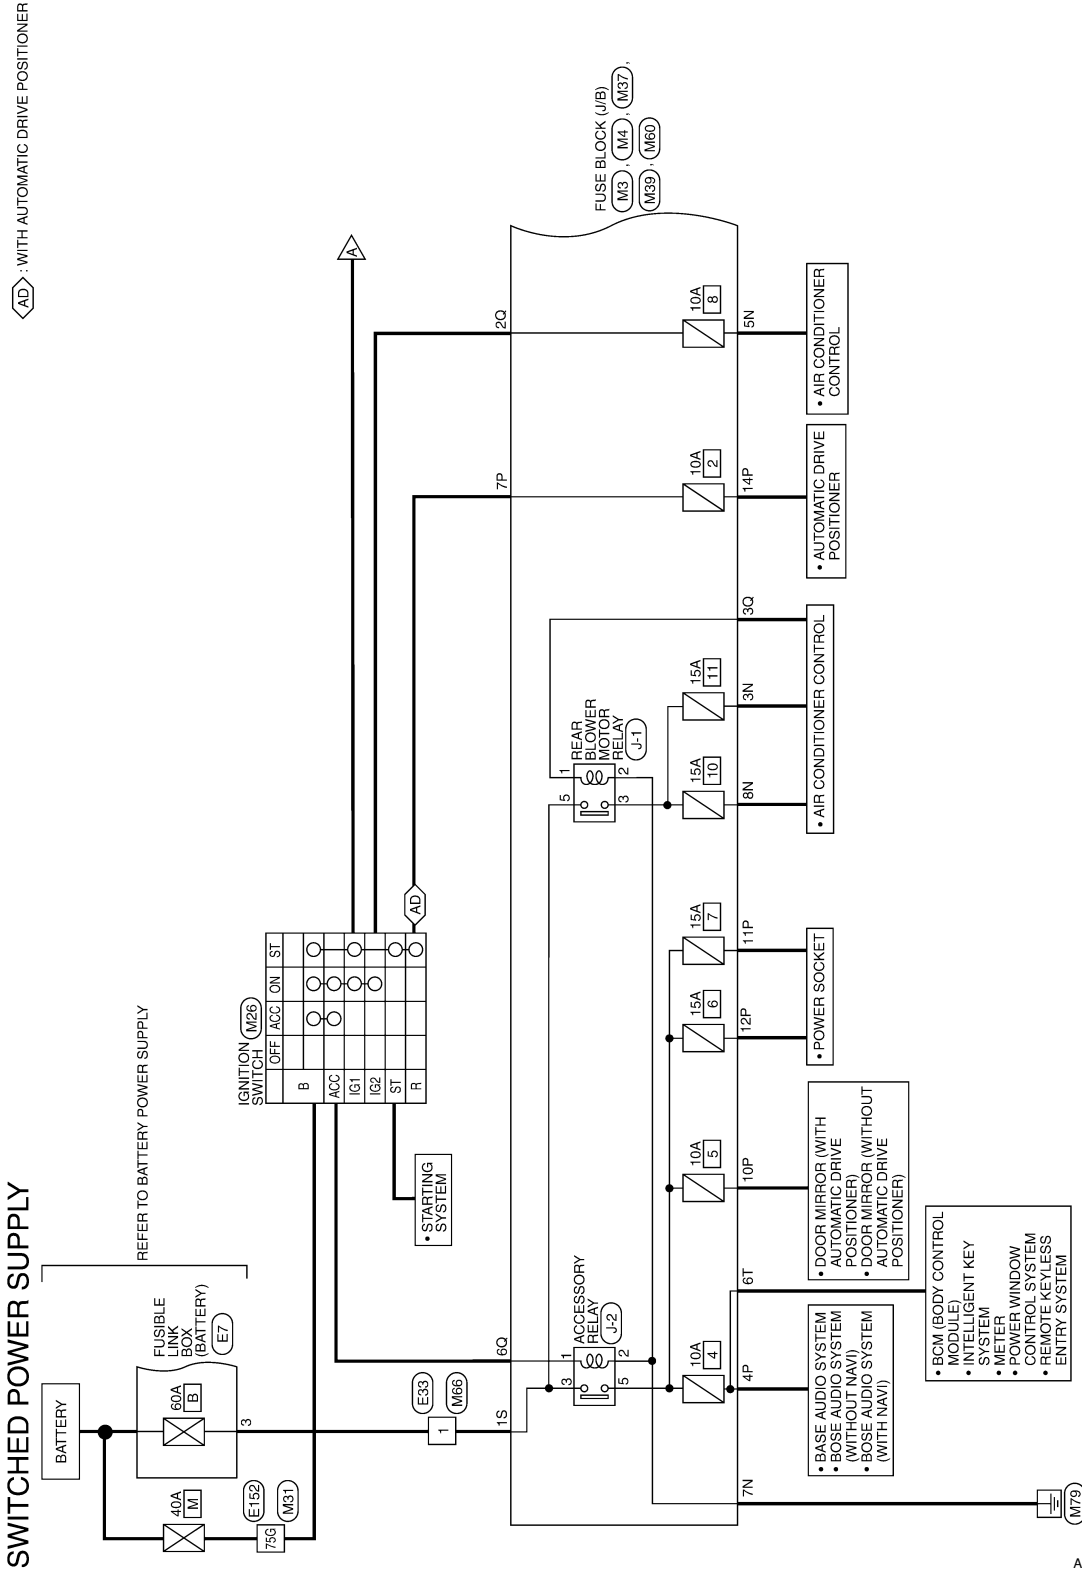 SWITCHED POWER SUPPLY
AD : WITH AUTOMATIC DRIVE POSITIONER
REFER TO BATTERY POWER SUPPLY
BATTERY
40A
M
60A
B
FUSIBLE
LINK
BOX
(BATTERY)
E7
3
75G
E152
M31
IGNITION
SWITCH
M26
OFF
ACC
ON
ST
B
ACC
IG1
IG2
ST
R
AD
A
• STARTING
SYSTEM
1
E33
M66
1S
6Q
7P
2Q
FUSE BLOCK (J/B)
M3 , M4 , M37 ,
M39 , M60
ACCESSORY
RELAY
J-2
3
1
5
2
REAR
BLOWER
MOTOR
RELAY
J-1
5
1
3
2
10A
4
10A
5
15A
6
15A
7
15A
10
15A
11
10A
2
10A
8
7N
4P
6T
10P
12P
11P
8N
3N
3Q
14P
5N
• BASE AUDIO SYSTEM
• BOSE AUDIO SYSTEM
(WITHOUT NAVI)
• BOSE AUDIO SYSTEM
(WITH NAVI)
• BCM (BODY CONTROL
MODULE)
• INTELLIGENT KEY
SYSTEM
• METER
• POWER WINDOW
CONTROL SYSTEM
• REMOTE KEYLESS
ENTRY SYSTEM
• DOOR MIRROR (WITH
AUTOMATIC DRIVE
POSITIONER)
• DOOR MIRROR (WITHOUT
AUTOMATIC DRIVE
POSITIONER)
• POWER SOCKET
• AIR CONDITIONER CONTROL
• AUTOMATIC DRIVE
POSITIONER
• AIR CONDITIONER
CONTROL
M79
A